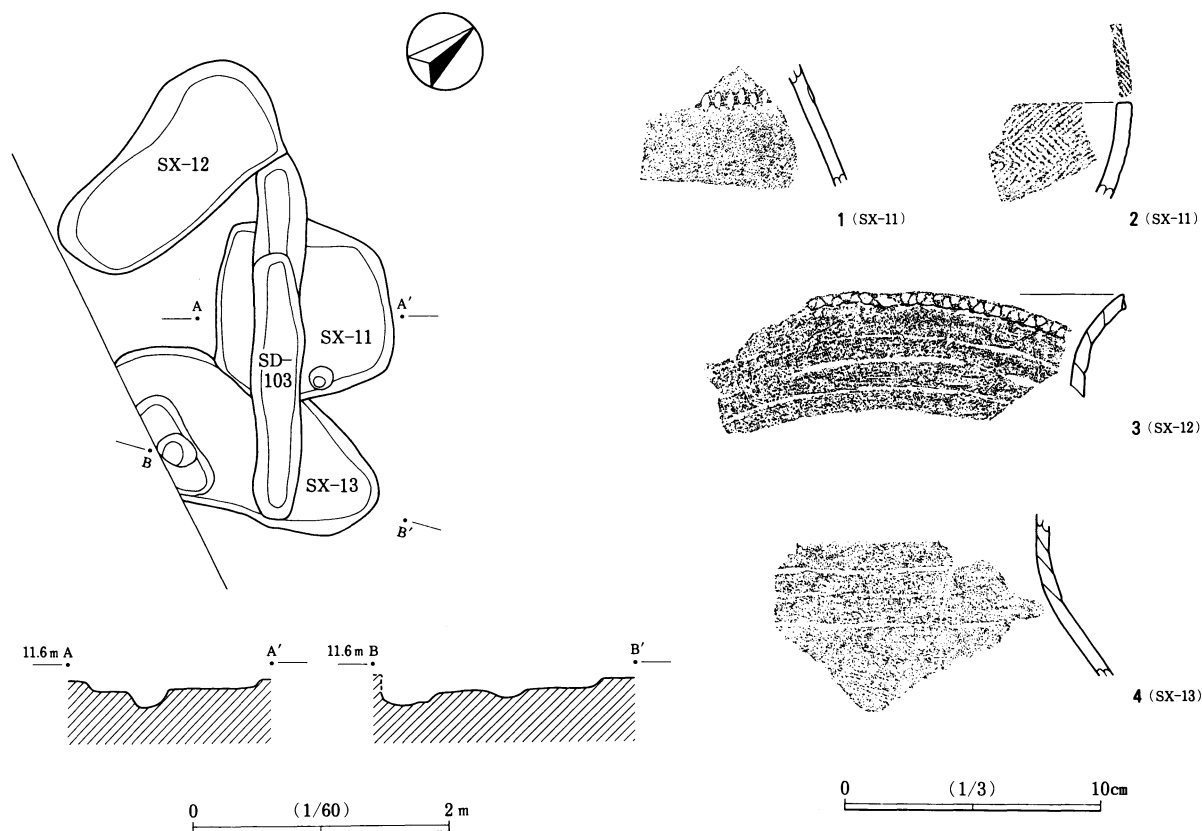 SX-12
A
A′
SX-11
SD-
103
B
SX-13
B′
11.6 m A
A′
11.6 m B
B′
0
(1/60)
2 m
1 (SX-11)
2 (SX-11)
3 (SX-12)
4 (SX-13)
0
(1/3)
10cm